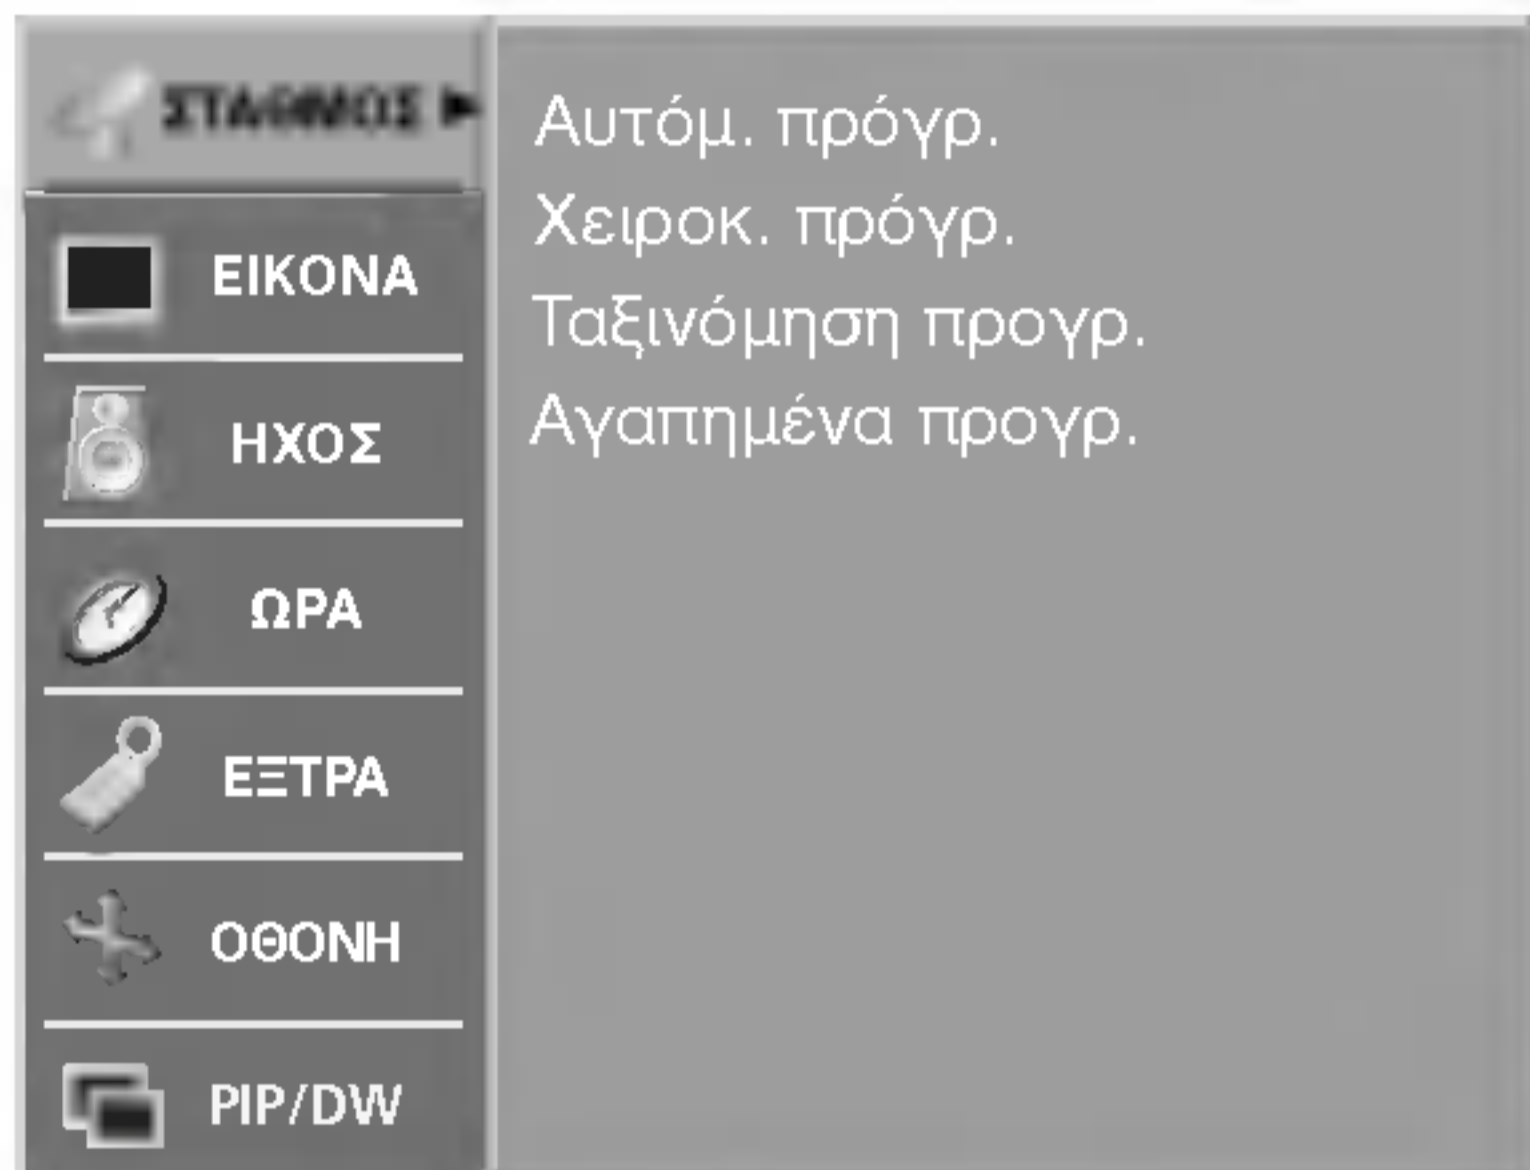 ΣΤΑΘΜΟΣ ►
ΕΙΚΟΝΑ
ΗΧΟΣ
ΩΡΑ
ΕΞΤΡΑ
ΟΘΟΝΗ
PIP/DW
Αυτόμ. πρόγρ.
Χειροκ. πρόγρ.
Ταξινόμηση προγρ.
Αγαπημένα προγρ.